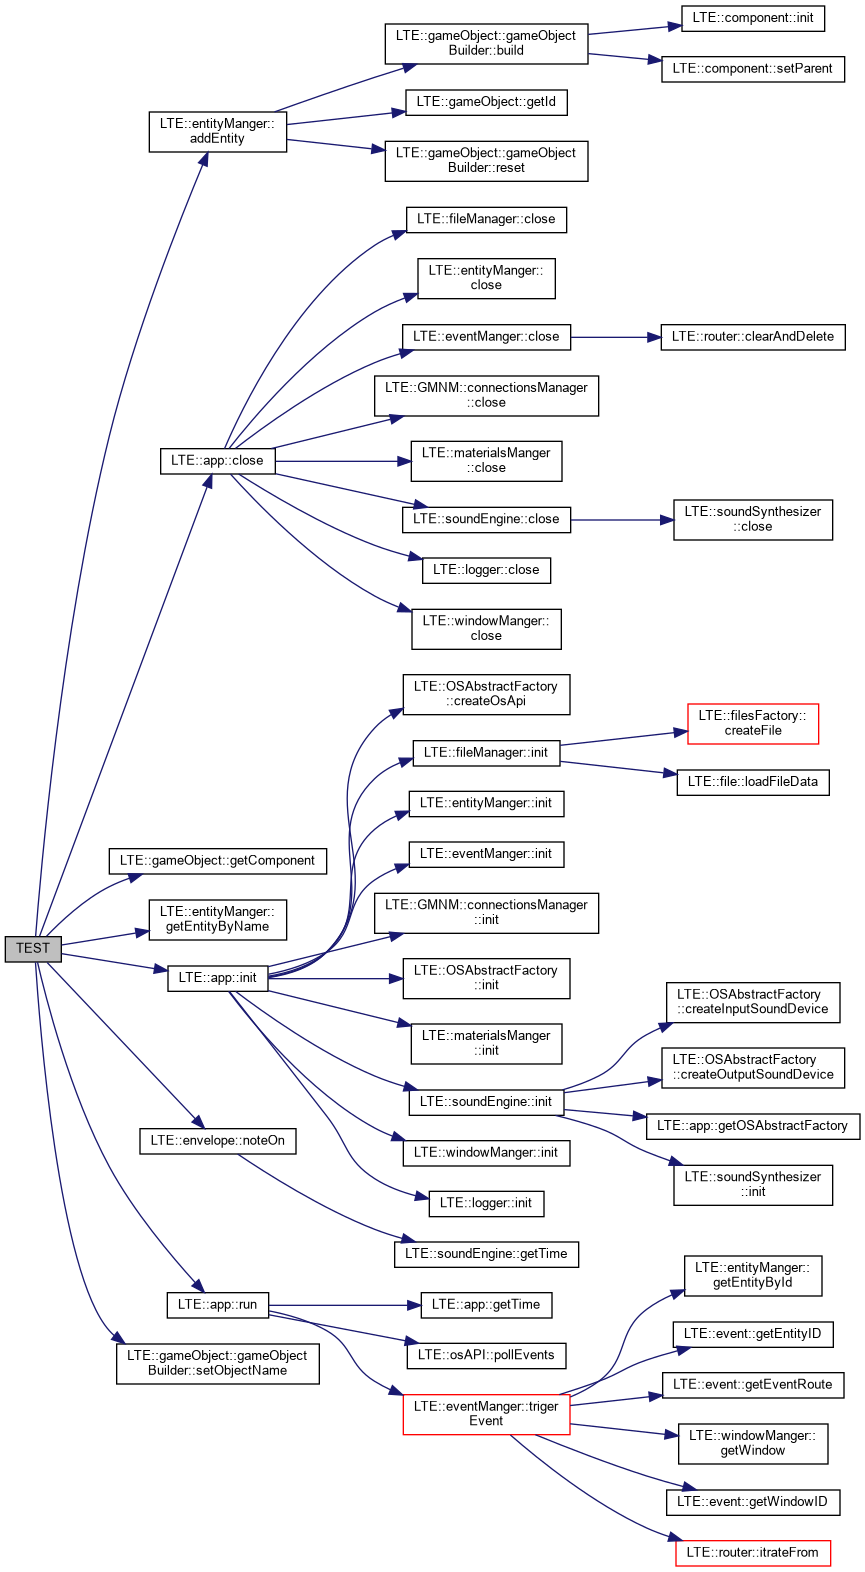 LTE::component::init
LTE::gameObject::gameObject
Builder::build
LTE::component::setParent
LTE::gameObject::getId
LTE::entityManger::
addEntity
LTE::gameObject::gameObject
Builder::reset
LTE::fileManager::close
LTE::entityManger::
close
LTE::eventManger::close
LTE::router::clearAndDelete
LTE::GMNM::connectionsManager
::close
LTE::app::close
LTE::materialsManger
::close
LTE::soundEngine::close
LTE::soundSynthesizer
::close
LTE::logger::close
LTE::windowManger::
close
LTE::OSAbstractFactory
::createOsApi
LTE::filesFactory::
createFile
LTE::fileManager::init
LTE::file::loadFileData
LTE::entityManger::init
LTE::eventManger::init
LTE::gameObject::getComponent
LTE::GMNM::connectionsManager
::init
LTE::entityManger::
getEntityByName
TEST
LTE::app::init
LTE::OSAbstractFactory
::init
LTE::OSAbstractFactory
::createInputSoundDevice
LTE::materialsManger
::init
LTE::OSAbstractFactory
::createOutputSoundDevice
LTE::soundEngine::init
LTE::app::getOSAbstractFactory
LTE::envelope::noteOn
LTE::windowManger::init
LTE::soundSynthesizer
::init
LTE::logger::init
LTE::soundEngine::getTime
LTE::entityManger::
getEntityById
LTE::app::run
LTE::app::getTime
LTE::event::getEntityID
LTE::osAPI::pollEvents
LTE::gameObject::gameObject
Builder::setObjectName
LTE::event::getEventRoute
LTE::eventManger::triger
Event
LTE::windowManger::
getWindow
LTE::event::getWindowID
LTE::router::itrateFrom